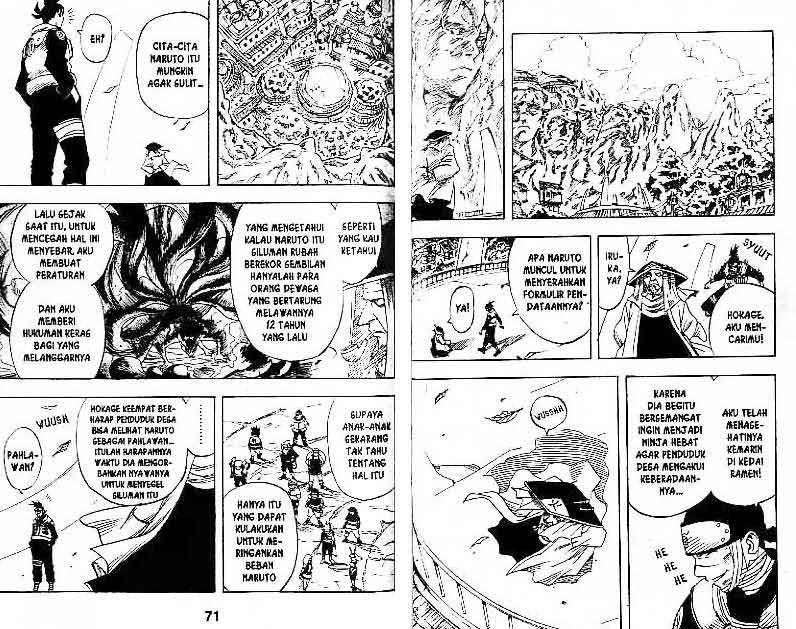 SYUUT
HOKAGE,
AKU MEN-
CARIMU!
IRU-
KA,
YA?
APA NARUTO
MUNCUL UNTUK
MENYERAHKAN
FORMULIR PEN-
DATAANNYA?
YA!
AKU TELAH
MENASE-
HATINYA
KEMARIN
DI KEDAI
RAMEN!
KARENA
DIA BEGITU
BERSEMANGAT
INGIN MENJADI
NINJA HEBAT
AGAR PENDUDUK
DESA MENGAKUI
KEBERADAAN-
NYA...
HE
HE
HE
WUSSHH
CITA-CITA
NARUTO ITU
MUNGKIN
AGAK SULIT...
EH?
SEPERTI
YANG KAU
KETAHUI
YANG MENGETAHUI
KALAU NARUTO ITU
SILUMAN RUBAH
BEREKOR SEMBILAN
HANYALAH PARA
ORANG DEWASA
YANG BERTARUNG
MELAWANNYA
12 TAHUN
YANG LALU
LALU SEJAK
SAAT ITU, UNTUK
MENCEGAH HAL INI
MENYEBAR, AKU
MEMBUAT
PERATURAN
DAN AKU
MEMBERI
HUKUMAN KERAS
BAGI YANG
MELANGGARNYA
SUPAYA
ANAK-ANAK
SEKARANG
TAK TAHU
TENTANG
HAL ITU
HANYA ITU
YANG DAPAT
KULAKUKAN
UNTUK ME-
RINGANKAN
BEBAN
NARUTO
HOKAGE KEEMPAT BER-
HARAP PENDUDUK DESA
BISA MELIHAT NARUTO
SEBAGAI PAHLAWAN...
ITULAH HARAPANNYA
WAKTU DIA MENGOR-
BANKAN NYAWANYA
UNTUK MENYEGEL
SILUMAN ITU
WUUSH
PAHLA-
WAN?
71